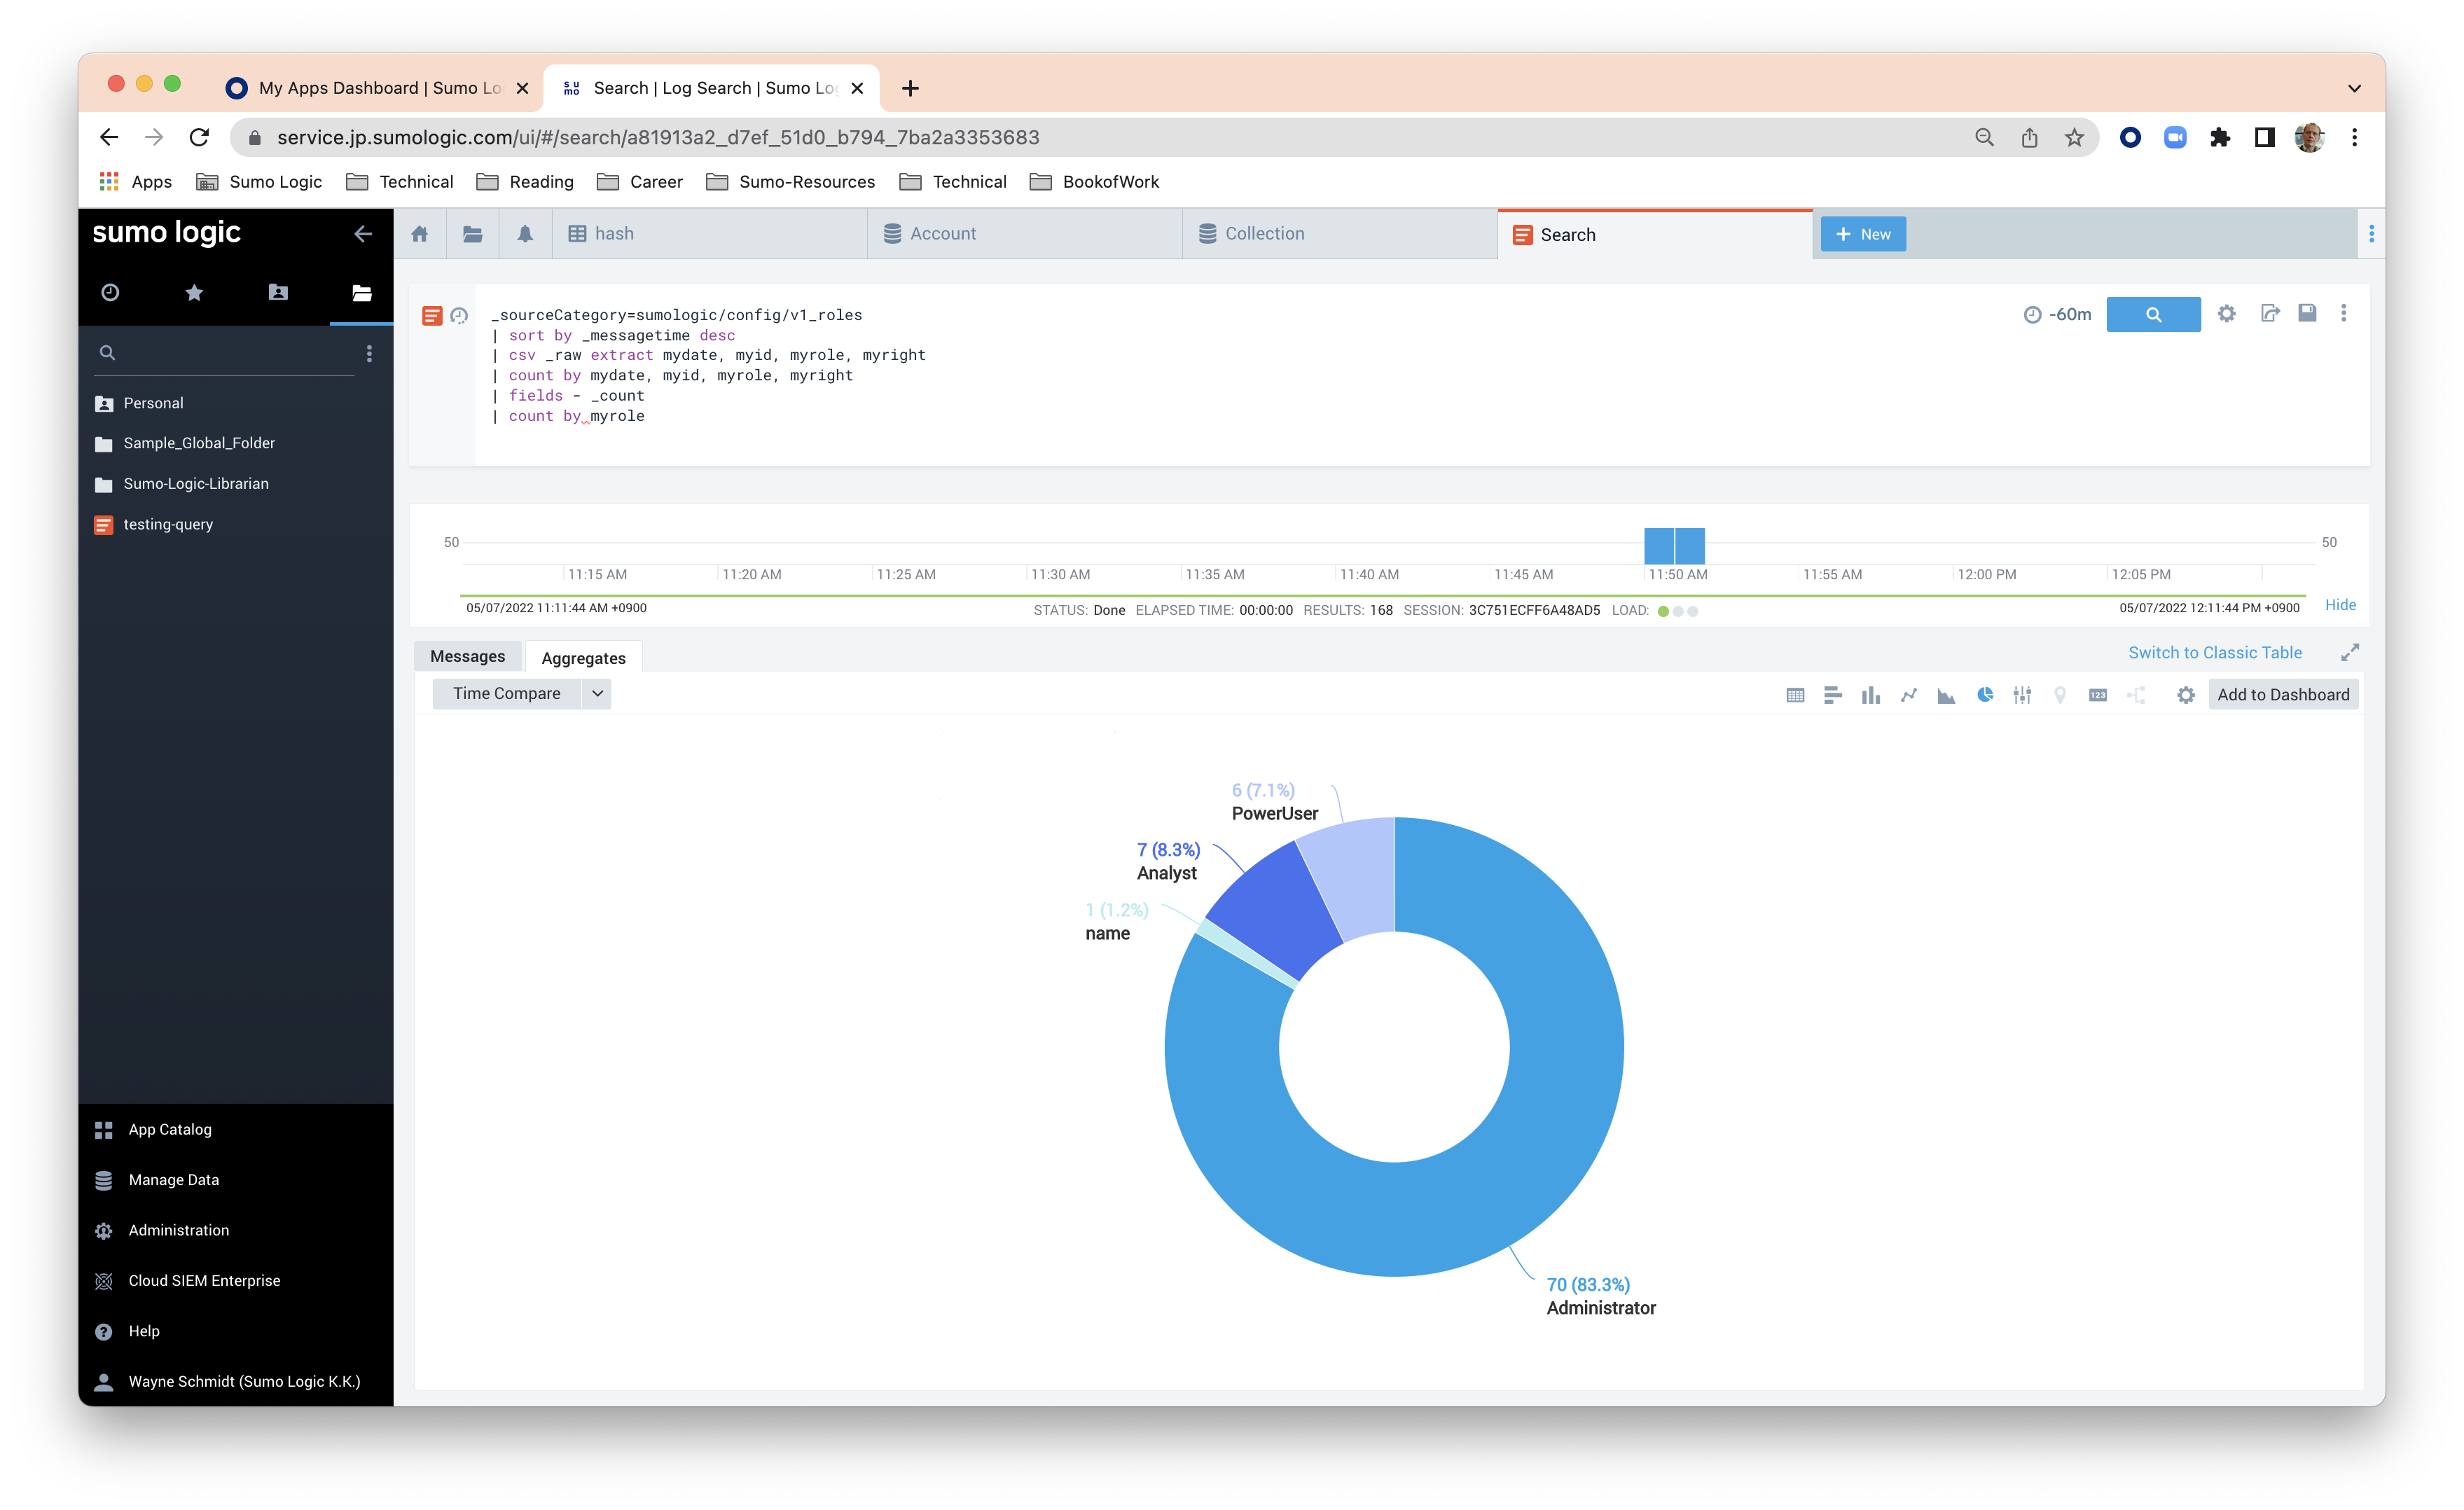 My Apps Dashboard | Sumo Lo
Search | Log Search | Sumo Lo
service.jp.sumologic.com/ui/#/search/a81913a2_d7ef_51d0_b794_7ba2a3353683
Apps
Sumo Logic
Technical
Reading
Career
Sumo-Resources
Technical
BookofWork
sumo logic
hash
Account
Collection
Search
+ New
Personal
Sample_Global_Folder
Sumo-Logic-Librarian
testing-query
App Catalog
Manage Data
Administration
Cloud SIEM Enterprise
Help
Wayne Schmidt (Sumo Logic K.K.)
_sourceCategory=sumologic/config/v1_roles
| sort by _messagetime desc
| csv _raw extract mydate, myid, myrole, myright
| count by mydate, myid, myrole, myright
| fields - _count
| count by myrole
-60m
50
50
11:15 AM
11:20 AM
11:25 AM
11:30 AM
11:35 AM
11:40 AM
11:45 AM
11:50 AM
11:55 AM
12:00 PM
12:05 PM
05/07/2022 11:11:44 AM +0900
STATUS: Done ELAPSED TIME: 00:00:00 RESULTS: 168 SESSION: 3C751ECFF6A48AD5 LOAD:
05/07/2022 12:11:44 PM +0900
Hide
Messages
Aggregates
Switch to Classic Table
Time Compare
123
Add to Dashboard
6 (7.1%)
PowerUser
7 (8.3%)
Analyst
1 (1.2%)
name
70 (83.3%)
Administrator